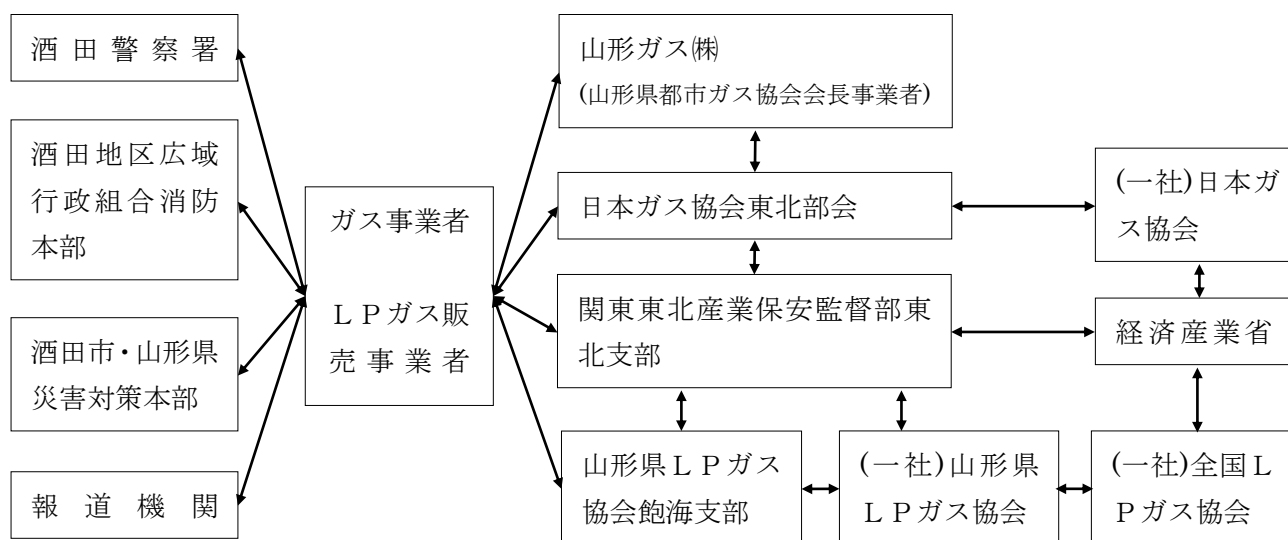 酒田警察署
酒田地区広域
行政組合消防
本部
酒田市・山形県
災害対策本部
報道機関
ガス事業者
ＬＰガス販
売事業者
山形ガス㈱
(山形県都市ガス協会会長事業者)
日本ガス協会東北部会
関東東北産業保安監督部東
北支部
山形県ＬＰガス
協会飽海支部
(一社)山形県
ＬＰガス協会
(一社)日本ガ
ス協会
経済産業省
(一社)全国Ｌ
Ｐガス協会